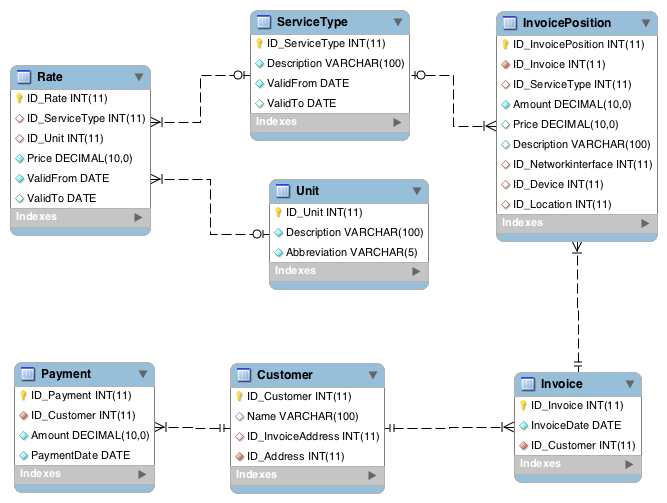 ServiceType
ID_ServiceType INT(11)
Description VARCHAR(100)
ValidFrom DATE
ValidTo DATE
Indexes
InvoicePosition
ID_InvoicePosition INT(11)
ID_Invoice INT(11)
ID_ServiceType INT(11)
Amount DECIMAL(10,0)
Price DECIMAL(10,0)
Description VARCHAR(100)
ID_Networkinterface INT(11)
ID_Device INT(11)
ID_Location INT(11)
Indexes
Rate
ID_Rate INT(11)
ID_ServiceType INT(11)
ID_Unit INT(11)
Price DECIMAL(10,0)
ValidFrom DATE
ValidTo DATE
Indexes
Unit
ID_Unit INT(11)
Description VARCHAR(100)
Abbreviation VARCHAR(5)
Indexes
Payment
ID_Payment INT(11)
ID_Customer INT(11)
Amount DECIMAL(10,0)
PaymentDate DATE
Indexes
Customer
ID_Customer INT(11)
Name VARCHAR(100)
ID_InvoiceAddress INT(11)
ID_Address INT(11)
Indexes
Invoice
ID_Invoice INT(11)
InvoiceDate DATE
ID_Customer INT(11)
Indexes